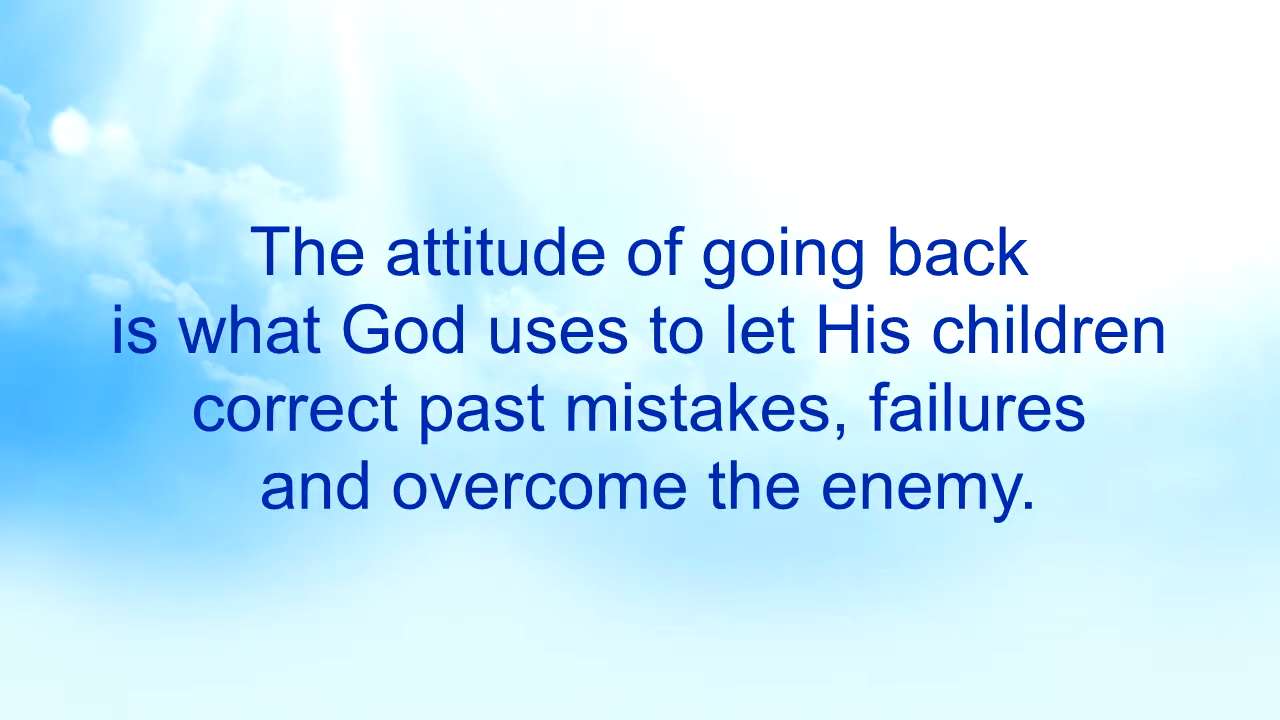 The attitude of going back
is what God uses to let His children
correct past mistakes, failures
and overcome the enemy.